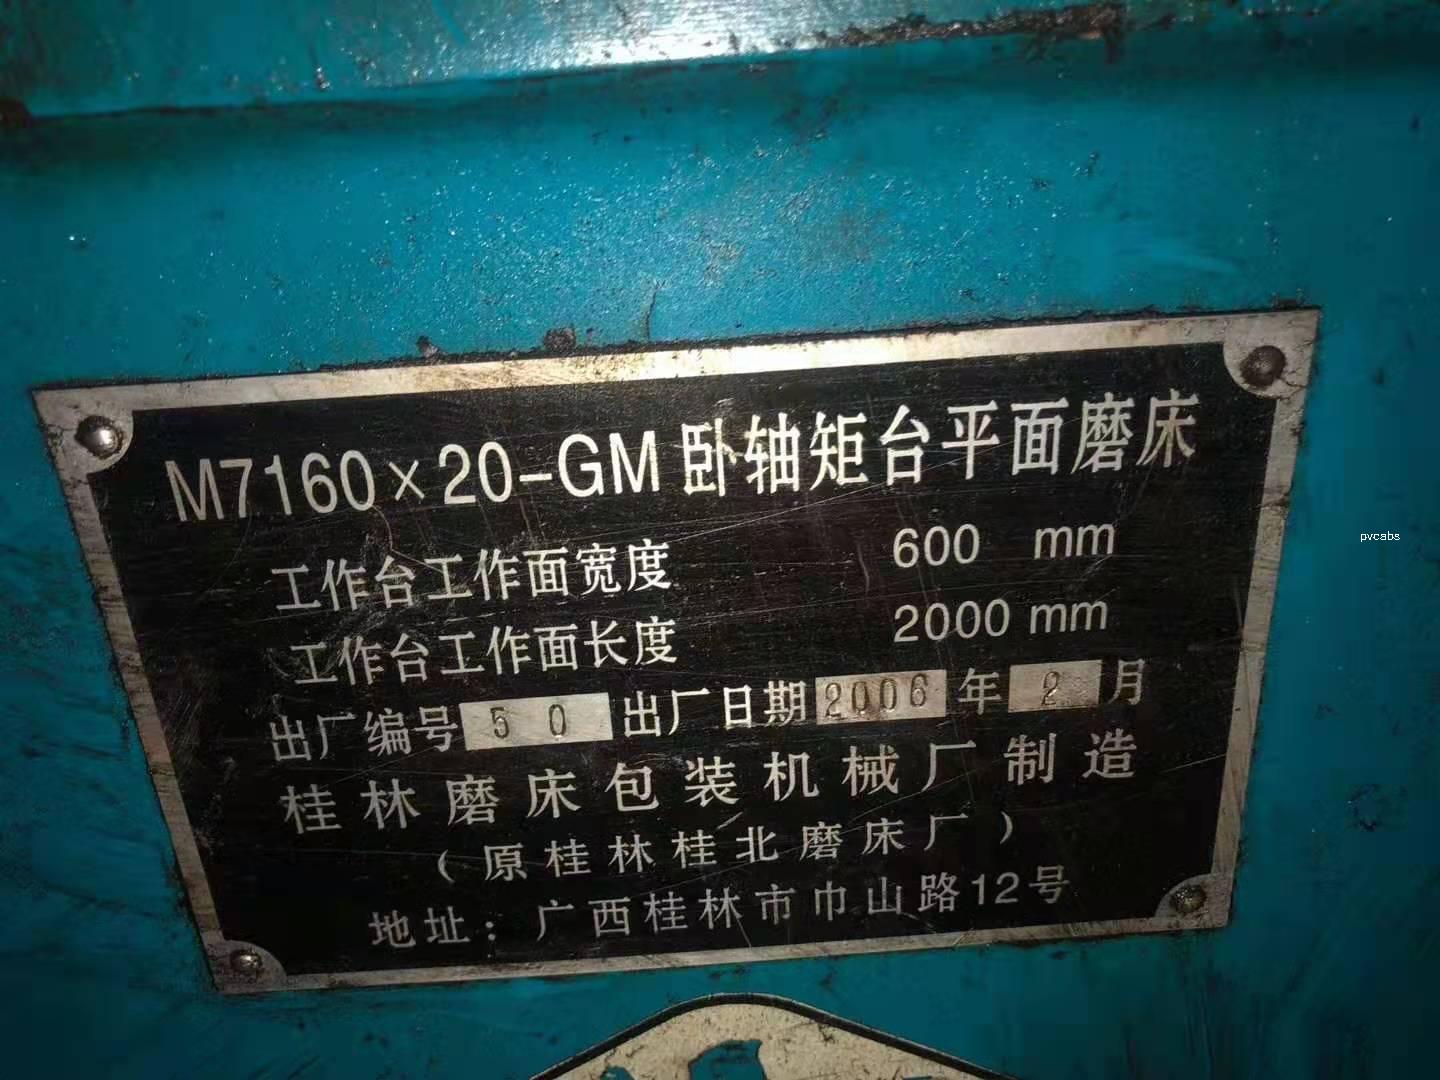 M7160×20-GM 卧轴矩台平面磨床
工作台工作面宽度 600 mm
工作台工作面长度 2000 mm
出厂编号 50 出厂日期 2006 年 2 月
桂林磨床包装机械厂制造
（原桂林桂北磨床厂）
地址：广西桂林市巾山路12号
pvcabs